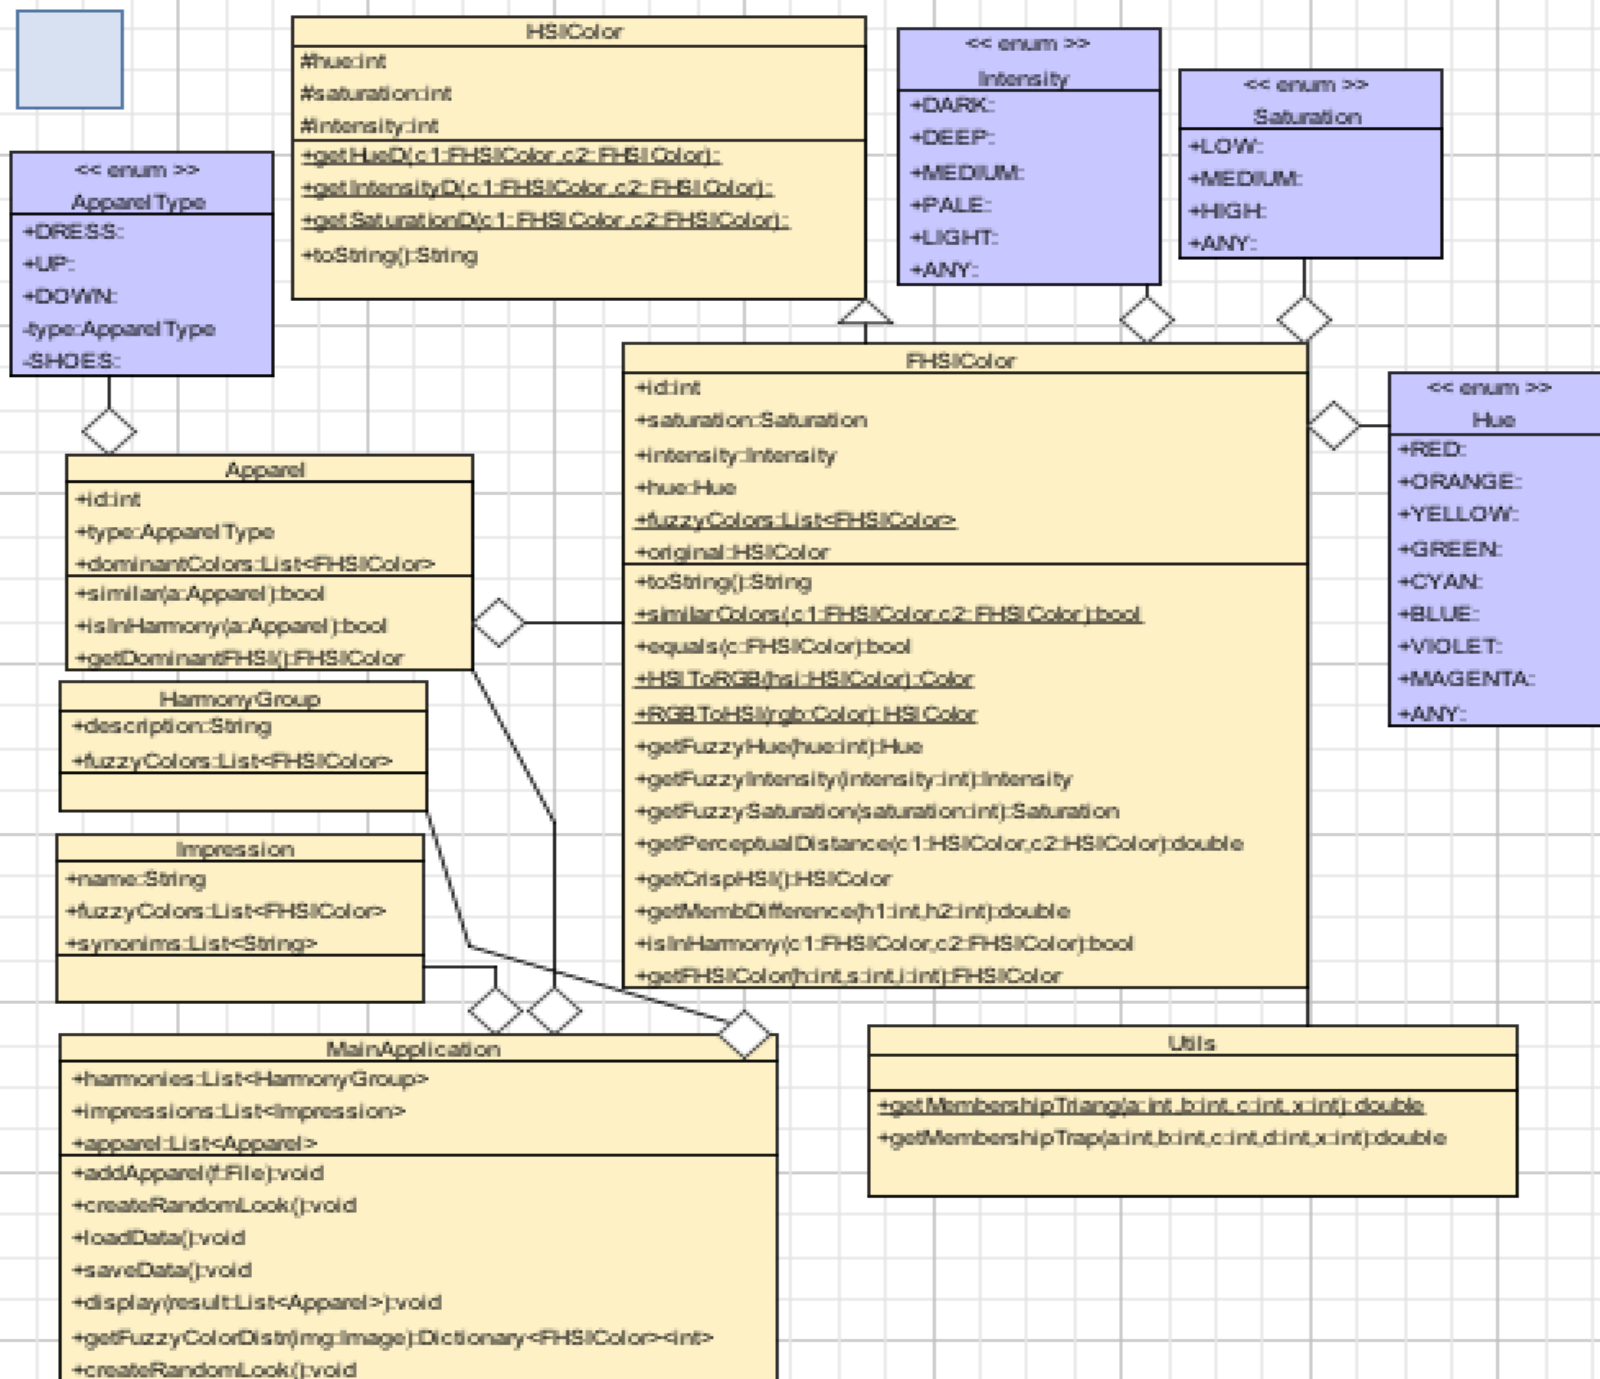 HSIColor
#hue:int
#saturation:int
#intensity:int
+getHueD(c1:FHSIColor,c2:FHSIColor):
+getIntensityD(c1:FHSIColor,c2:FHSIColor):
+getSaturationD(c1:FHSIColor,c2:FHSIColor):
+toString():String
<< enum >>
Intensity
+DARK:
+DEEP:
+MEDIUM:
+PALE:
+LIGHT:
+ANY:
<< enum >>
Saturation
+LOW:
+MEDIUM:
+HIGH:
+ANY:
<< enum >>
ApparelType
+DRESS:
+UP:
+DOWN:
-type:ApparelType
-SHOES:
FHSIColor
+id:int
+saturation:Saturation
+intensity:Intensity
+hue:Hue
+fuzzyColors:List<FHSIColor>
+original:HSIColor
+toString():String
+similarColors(c1:FHSIColor,c2:FHSIColor):bool
+equals(c:FHSIColor):bool
+HSIToRGB(hsi:HSIColor):Color
+RGBToHSI(rgb:Color):HSIColor
+getFuzzyHue(hue:int):Hue
+getFuzzyIntensity(intensity:int):Intensity
+getFuzzySaturation(saturation:int):Saturation
+getPerceptualDistance(c1:HSIColor,c2:HSIColor):double
+getCrispHSI():HSIColor
+getMembDifference(h1:int,h2:int):double
+isInHarmony(c1:FHSIColor,c2:FHSIColor):bool
+getFHSIColor(h:int,s:int,i:int):FHSIColor
<< enum >>
Hue
+RED:
+ORANGE:
+YELLOW:
+GREEN:
+CYAN:
+BLUE:
+VIOLET:
+MAGENTA:
+ANY:
Apparel
+id:int
+type:ApparelType
+dominantColors:List<FHSIColor>
+similar(a:Apparel):bool
+isInHarmony(a:Apparel):bool
+getDominantFHSI():FHSIColor
HarmonyGroup
+description:String
+fuzzyColors:List<FHSIColor>
Impression
+name:String
+fuzzyColors:List<FHSIColor>
+synonims:List<String>
MainApplication
+harmonies:List<HarmonyGroup>
+impressions:List<Impression>
+apparel:List<Apparel>
+addApparel(f:File):void
+createRandomLook():void
+loadData():void
+saveData():void
+display(result:List<Apparel>):void
+getFuzzyColorDistr(img:Image):Dictionary<FHSIColor><int>
+createRandomLook():void
Utils
+getMembershipTriang(a:int,b:int,c:int,x:int):double
+getMembershipTrap(a:int,b:int,c:int,d:int,x:int):double